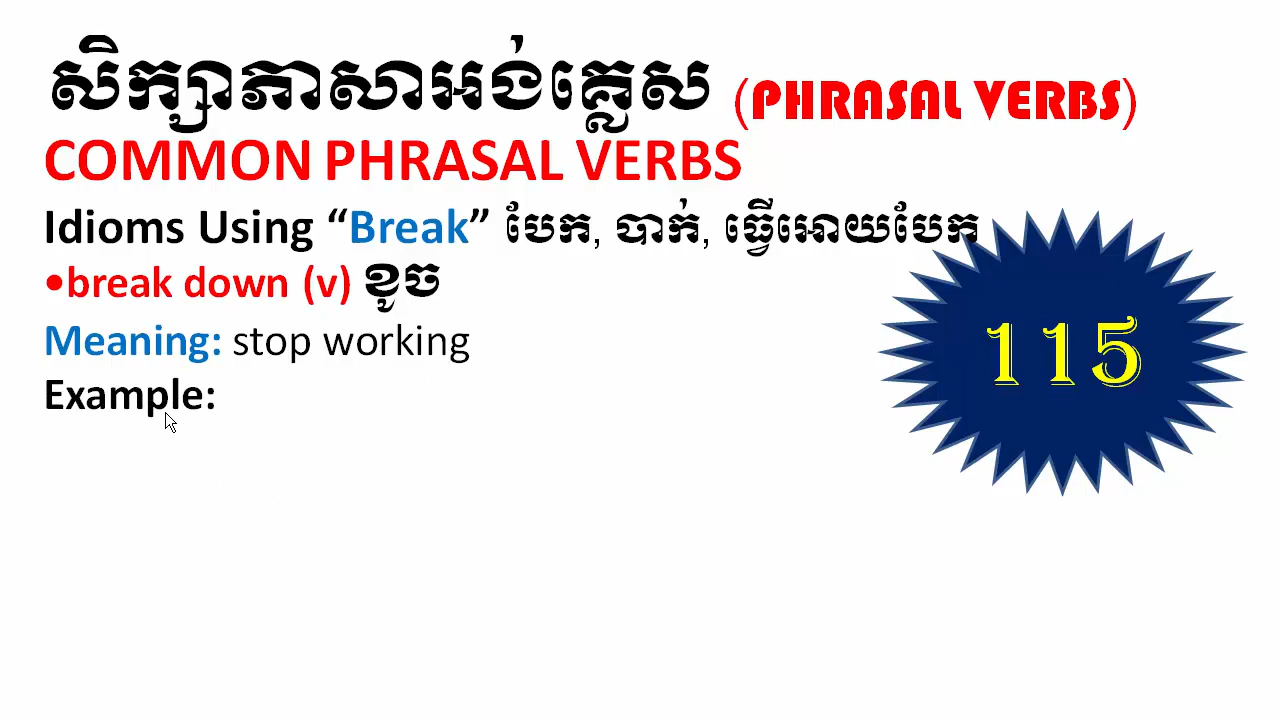 សិក្សាភាសាអង់គ្លេស (PHRASAL VERBS)
COMMON PHRASAL VERBS
Idioms Using “Break” បែក, បាក់, ធ្វើអោយបែក
•break down (v) ខូច
Meaning: stop working
Example:
115